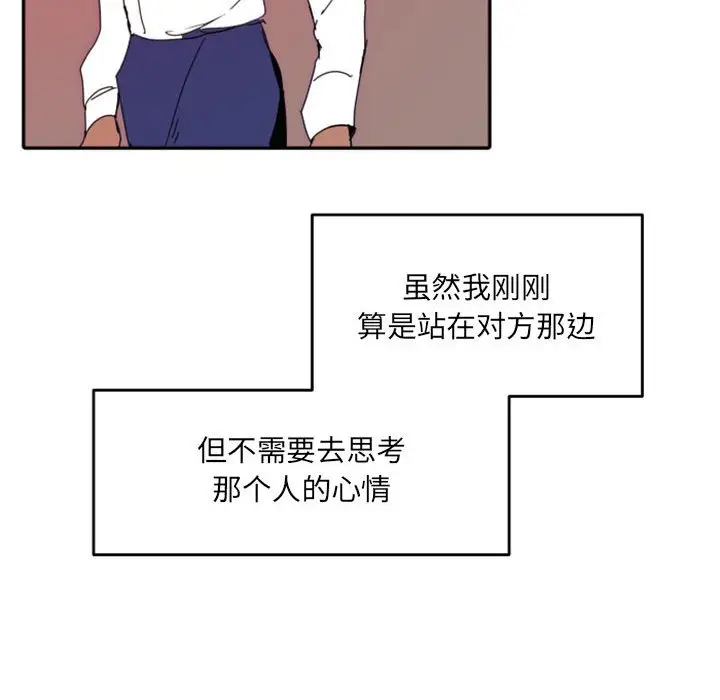 虽然我刚刚
算是站在对方那边
但不需要去思考
那个人的心情